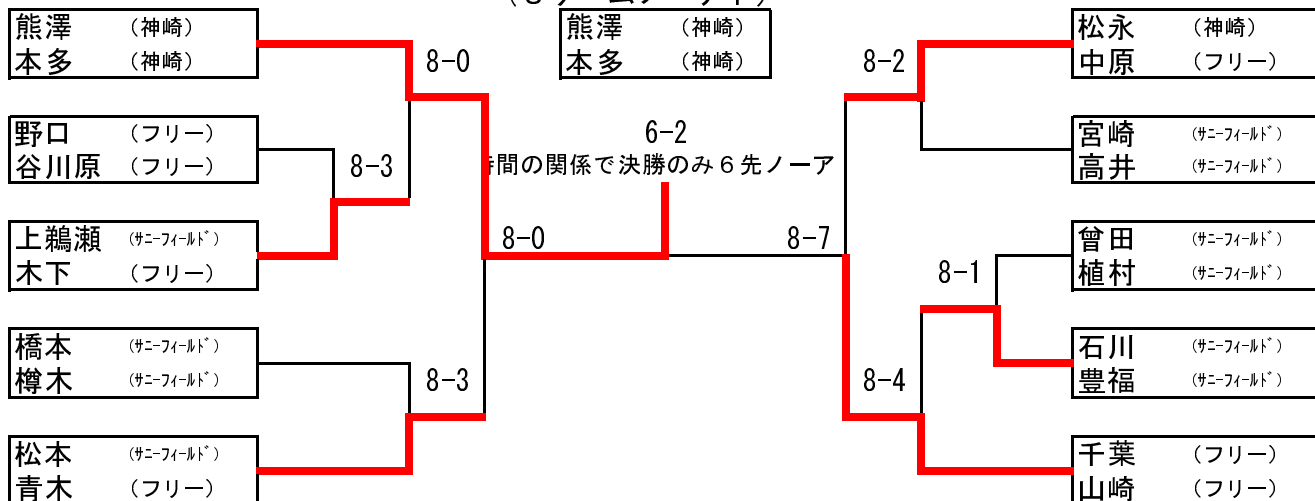 熊澤 (神崎)
本多 (神崎)
野口 (フリー)
谷川原 (フリー)
上鵜瀬 (ｻﾆｰﾌｨｰﾙﾄﾞ)
木下 (フリー)
橋本 (ｻﾆｰﾌｨｰﾙﾄﾞ)
樽木 (ｻﾆｰﾌｨｰﾙﾄﾞ)
松本 (ｻﾆｰﾌｨｰﾙﾄﾞ)
青木 (フリー)
8-0
8-3
8-3
8-0
熊澤 (神崎)
本多 (神崎)
6-2
時間の関係で決勝のみ６先ノーア
8-7
8-2
8-1
8-4
松永 (神崎)
中原 (フリー)
宮崎 (ｻﾆｰﾌｨｰﾙﾄﾞ)
高井 (ｻﾆｰﾌｨｰﾙﾄﾞ)
曾田 (ｻﾆｰﾌｨｰﾙﾄﾞ)
植村 (ｻﾆｰﾌｨｰﾙﾄﾞ)
石川 (ｻﾆｰﾌｨｰﾙﾄﾞ)
豊福 (ｻﾆｰﾌｨｰﾙﾄﾞ)
千葉 (フリー)
山崎 (フリー)